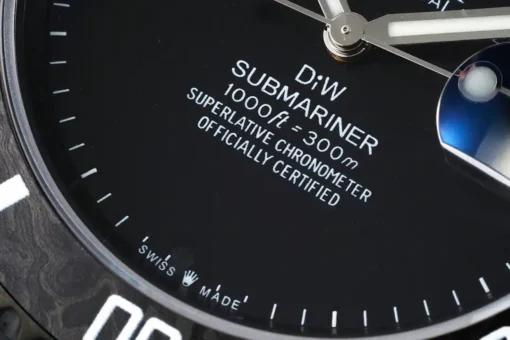 DiW
SUBMARINER
1000ft = 300m
SUPERLATIVE CHRONOMETER
OFFICIALLY CERTIFIED
SWISS MADE